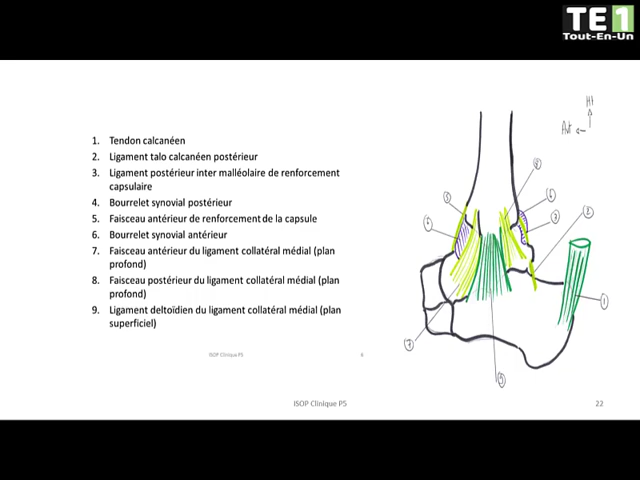 TE1
Tout-En-Un
1. Tendon calcanéen
2. Ligament talo calcanéen postérieur
3. Ligament postérieur inter malléolaire de renforcement
capsulaire
4. Bourrelet synovial postérieur
5. Faisceau antérieur de renforcement de la capsule
6. Bourrelet synovial antérieur
7. Faisceau antérieur du ligament collatéral médial (plan
profond)
8. Faisceau postérieur du ligament collatéral médial (plan
profond)
9. Ligament deltoïdien du ligament collatéral médial (plan
superficiel)
ISOP Clinique P5
Ht
Avt
2
1
7
ISOP Clinique P5
22